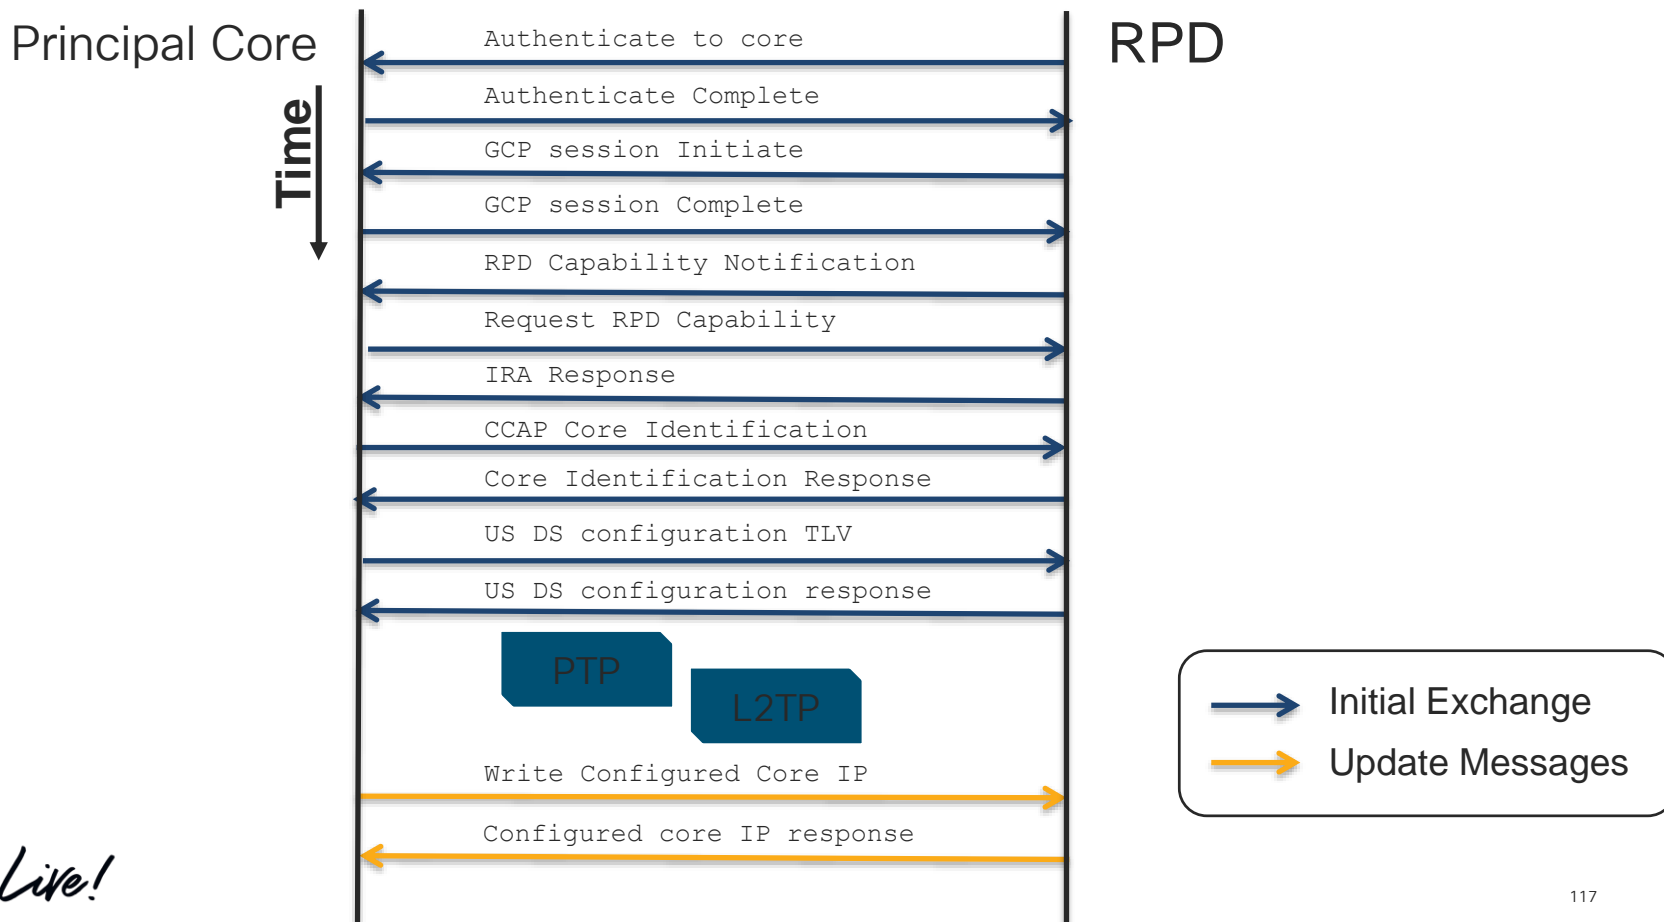 Principal Core
RPD
Time
Authenticate to core
Authenticate Complete
GCP session Initiate
GCP session Complete
RPD Capability Notification
Request RPD Capability
IRA Response
CCAP Core Identification
Core Identification Response
US DS configuration TLV
US DS configuration response
PTP
L2TP
Write Configured Core IP
Configured core IP response
Initial Exchange
Update Messages
Live!
117